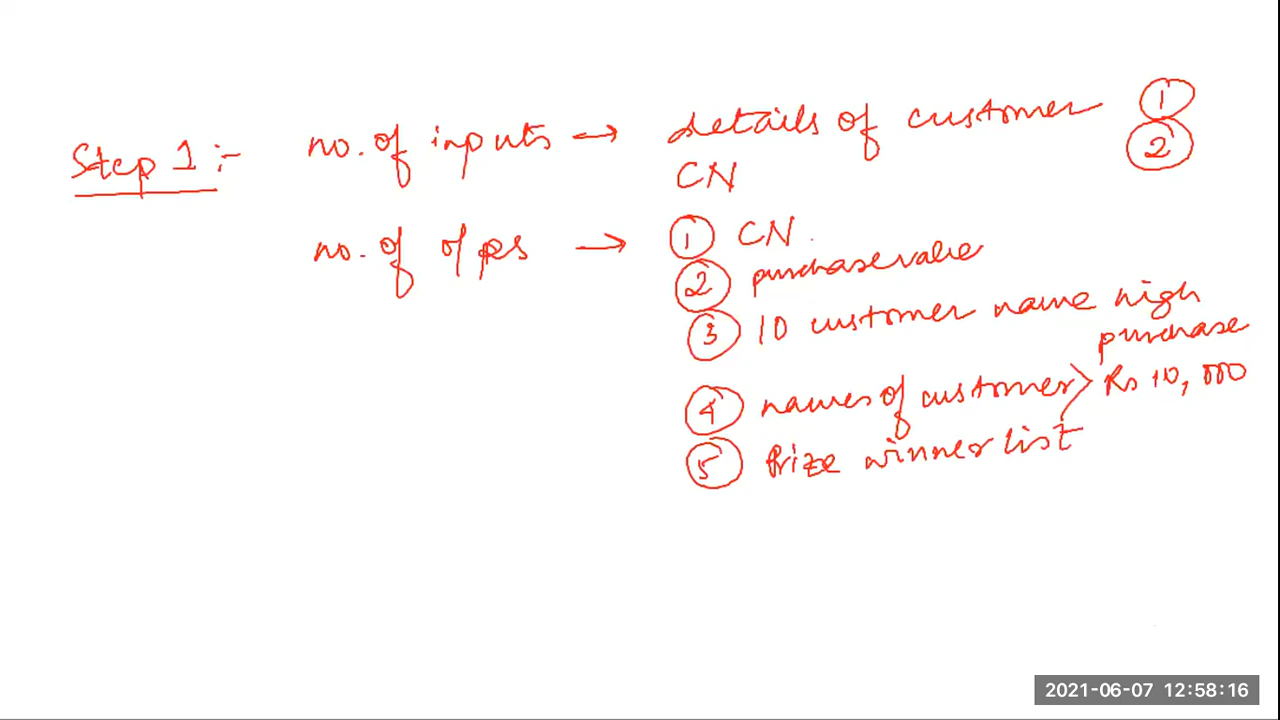 Step 1 :-
no. of inputs → details of customer ①
CN ②
no. of o/ps → ① CN.
② purchase value
③ 10 customer name high
purchase
④ names of customer > Rs 10,000
⑤ Prize winner list
2021-06-07 12:58:16